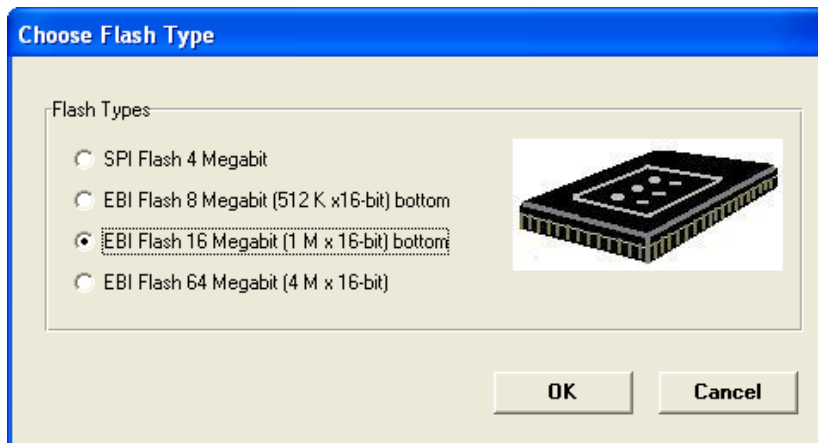 Choose Flash Type
Flash Types
SPI Flash 4 Megabit
EBI Flash 8 Megabit (512 K x16-bit) bottom
EBI Flash 16 Megabit (1 M x 16-bit) bottom
EBI Flash 64 Megabit (4 M x 16-bit)
OK
Cancel